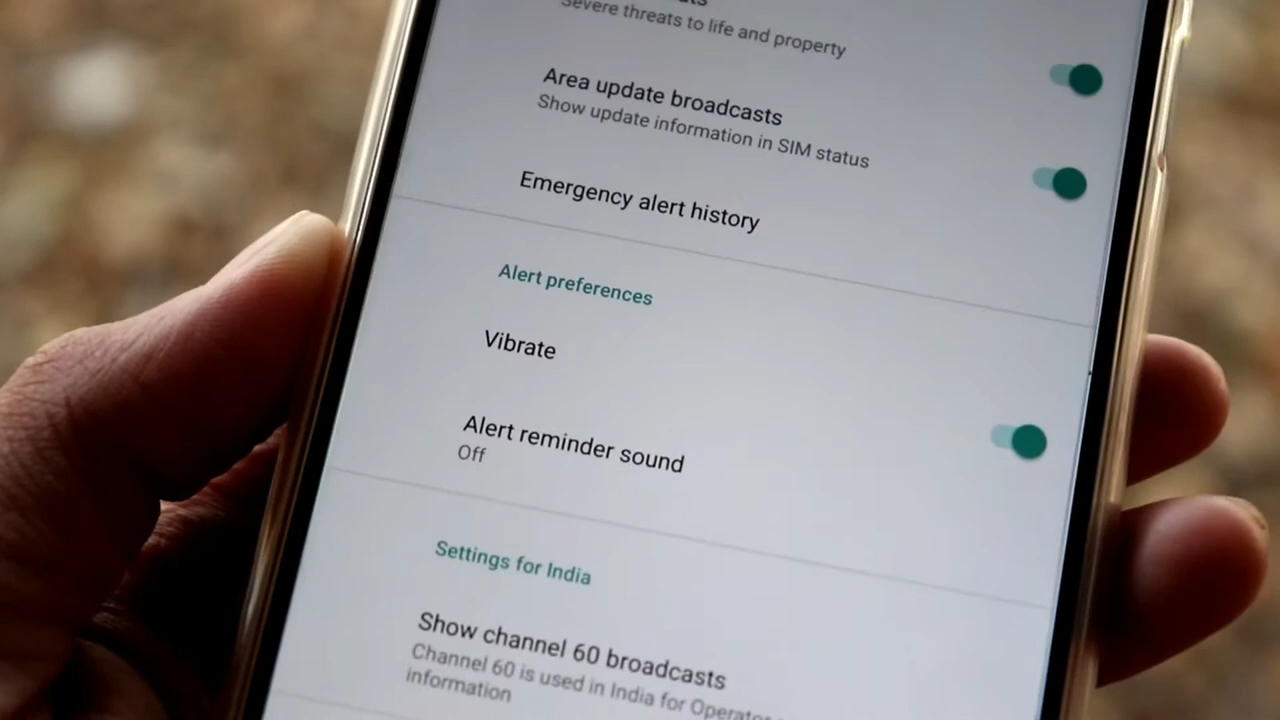 Severe threats to life and property
Area update broadcasts
Show update information in SIM status
Emergency alert history
Alert preferences
Vibrate
Alert reminder sound
Off
Settings for India
Show channel 60 broadcasts
Channel 60 is used in India for
information